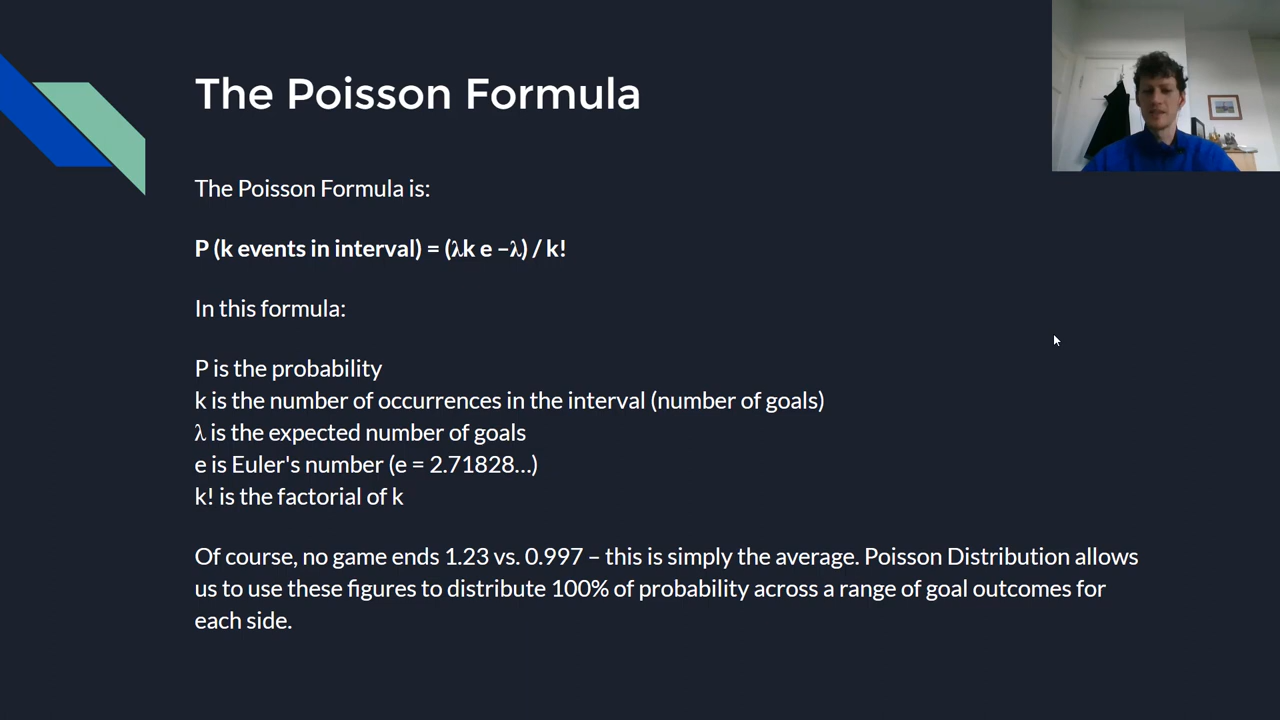 The Poisson Formula
The Poisson Formula is:
P (k events in interval) = (λk e −λ) / k!
In this formula:
P is the probability
k is the number of occurrences in the interval (number of goals)
λ is the expected number of goals
e is Euler's number (e = 2.71828...)
k! is the factorial of k
Of course, no game ends 1.23 vs. 0.997 – this is simply the average. Poisson Distribution allows
us to use these figures to distribute 100% of probability across a range of goal outcomes for
each side.